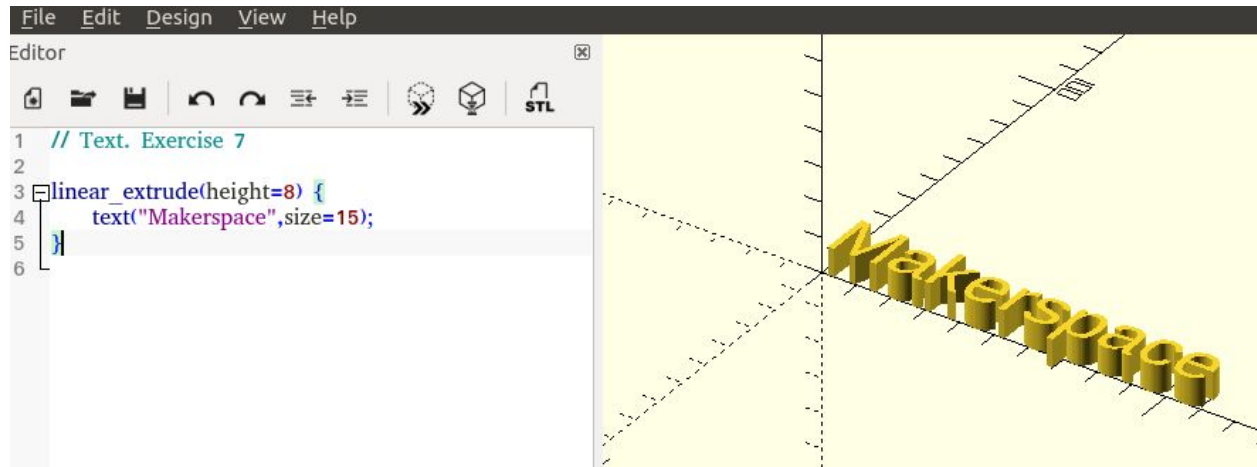 File Edit Design View Help
Editor
STL
1 // Text. Exercise 7
2
3 linear_extrude(height=8) {
4 text("Makerspace",size=15);
5 }
6
Makerspace